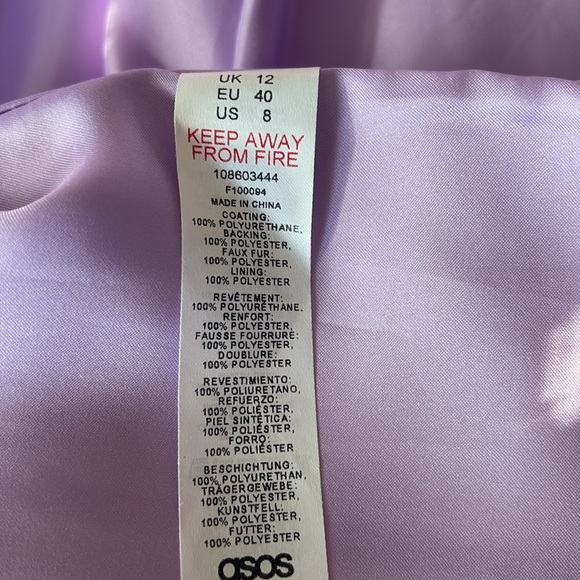 UK 12
EU 40
US 8
KEEP AWAY
FROM FIRE
108603444
F100094
MADE IN CHINA
COATING:
100% POLYURETHANE,
BACKING:
100% POLYESTER,
FAUX FUR:
100% POLYESTER,
LINING:
100% POLYESTER
REVÊTEMENT:
100% POLYURÉTHANE,
RENFORT:
100% POLYESTER,
FAUSSE FOURRURE:
100% POLYESTER,
DOUBLURE:
100% POLYESTER
REVESTIMIENTO:
100% POLIURETANO,
REFUERZO:
100% POLIÉSTER,
PIEL SINTÉTICA:
100% POLIÉSTER,
FORRO:
100% POLIÉSTER
BESCHICHTUNG:
100% POLYURETHAN,
TRÄGERGEWEBE:
100% POLYESTER,
KUNSTFELL:
100% POLYESTER,
FUTTER:
100% POLYESTER
asos